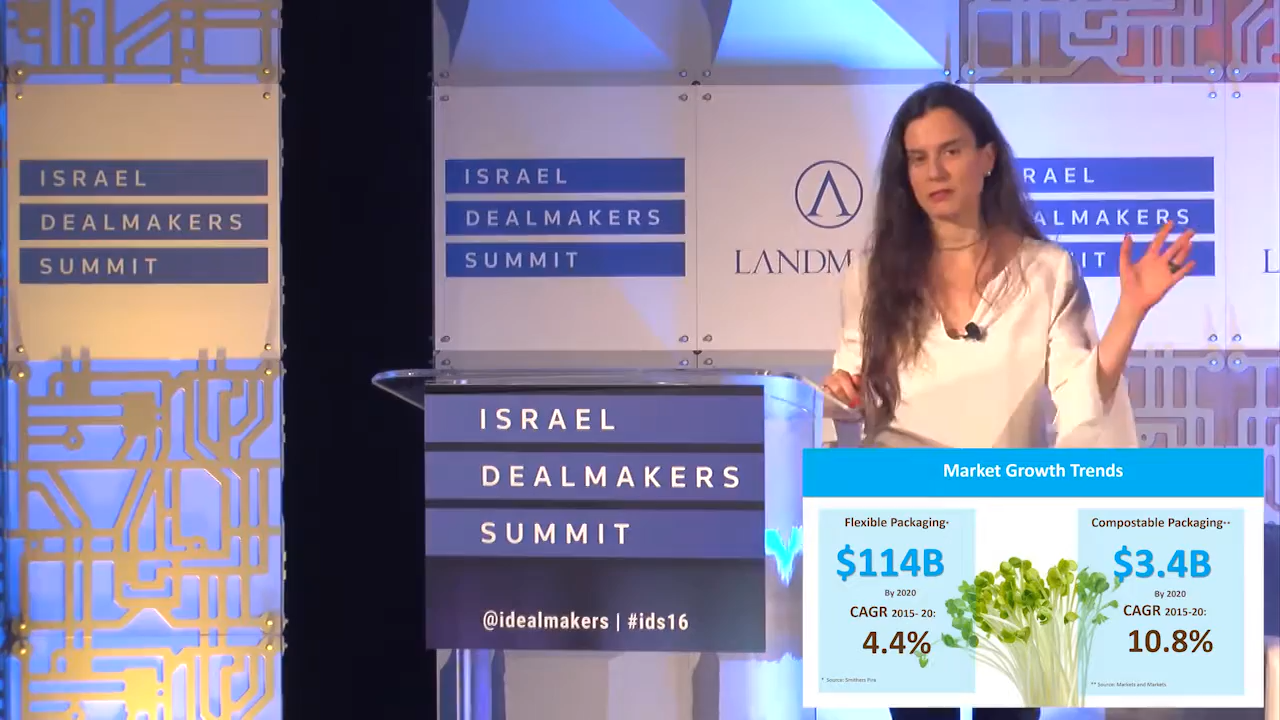 ISRAEL
DEALMAKERS
SUMMIT
ISRAEL
DEALMAKERS
SUMMIT
LANDM
RAEL
ALMAKERS
IT
L
ISRAEL
DEALMAKERS
SUMMIT
@idealmakers | #ids16
Market Growth Trends
Flexible Packaging*
$114B
By 2020
CAGR 2015- 20:
4.4%
* Source: Smithers Pira
Compostable Packaging**
$3.4B
By 2020
CAGR 2015-20:
10.8%
** Source: Markets and Markets